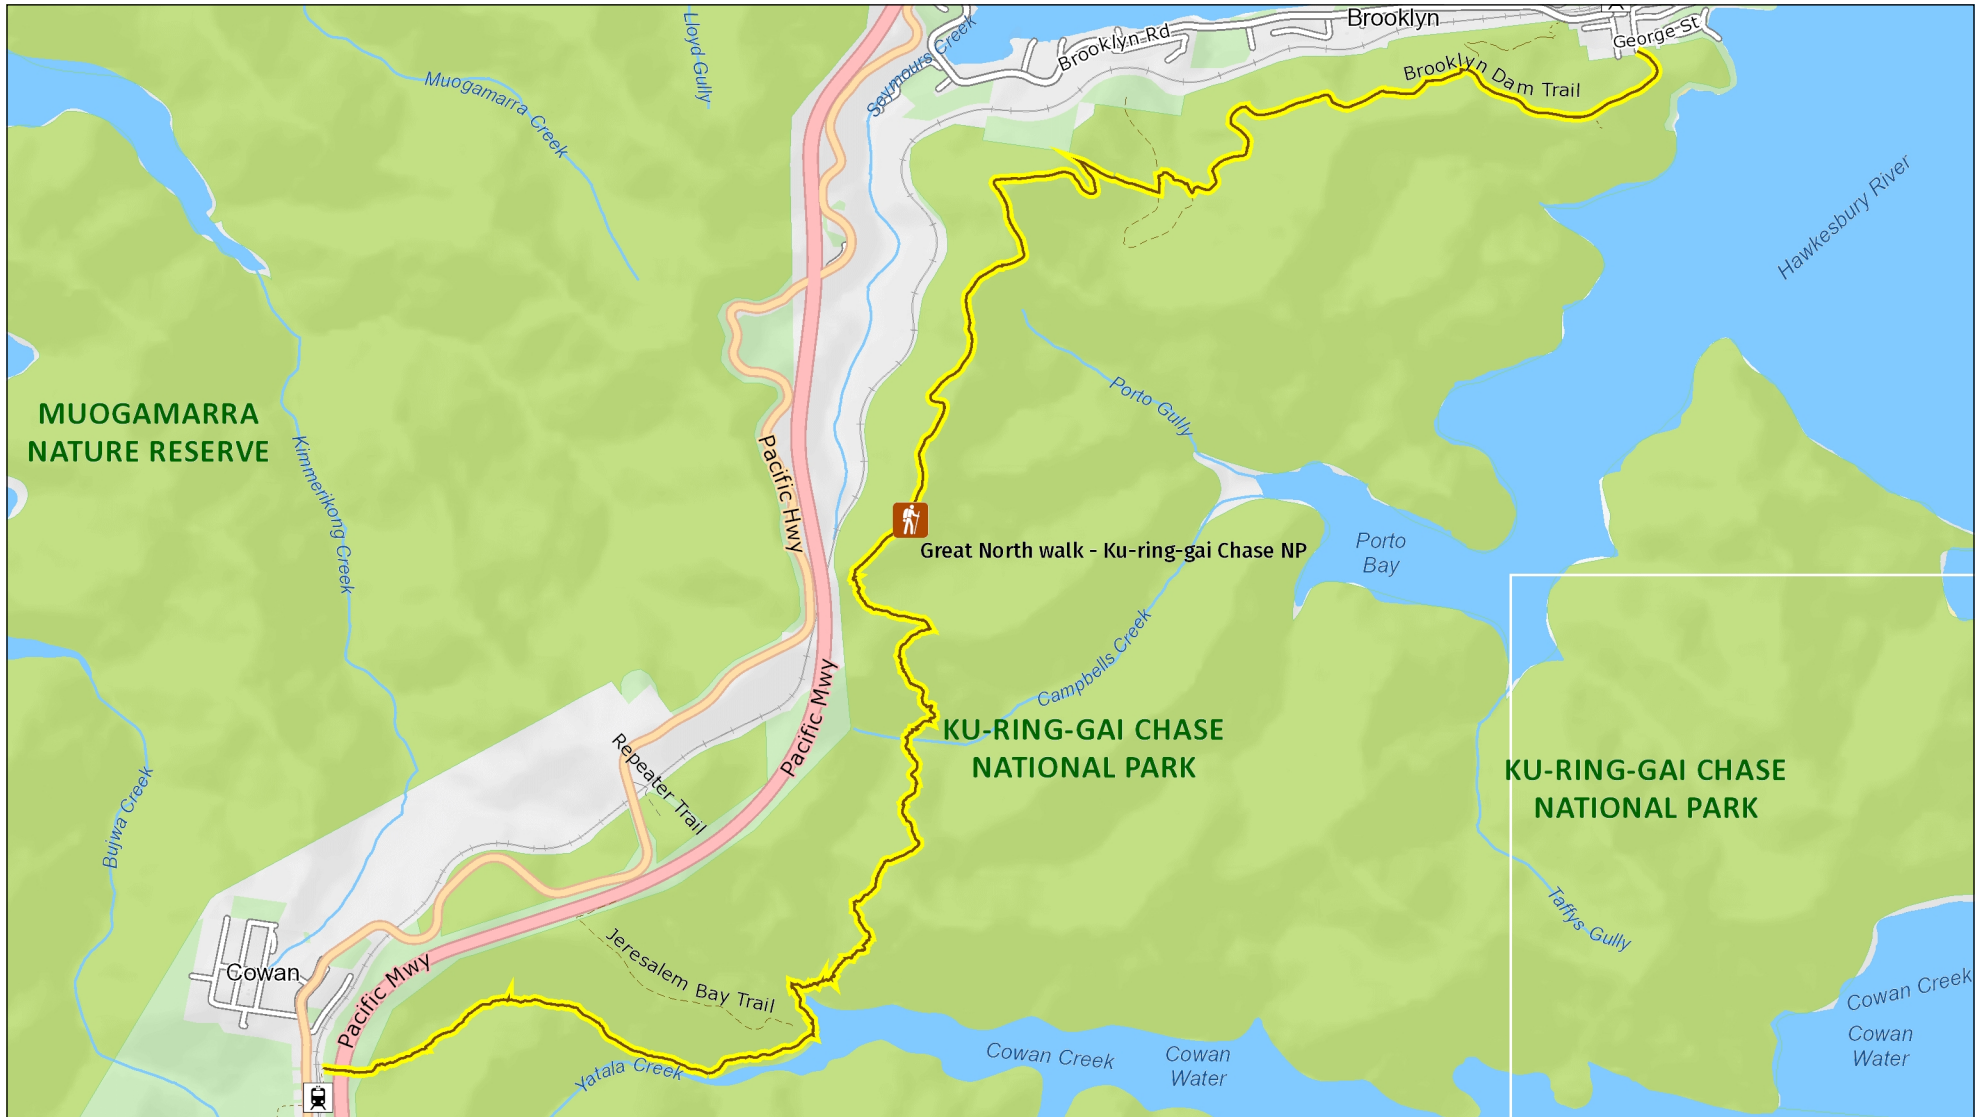 Brooklyn
George St
Brooklyn Rd
Seymours Creek
Lloyd Gully
Muogamarra Creek
Brooklyn Dam Trail
Hawkesbury River
MUOGAMARRA
NATURE RESERVE
Kimmerikong Creek
Pacific Hwy
Porto Gully
Great North walk - Ku-ring-gai Chase NP
Porto
Bay
Campbells Creek
Pacific Mwy
KU-RING-GAI CHASE
NATIONAL PARK
KU-RING-GAI CHASE
NATIONAL PARK
Repeater Trail
Bujwa Creek
Taffys Gully
Jeresalem Bay Trail
Cowan
Pacific Mwy
Cowan Creek
Cowan
Water
Cowan Creek
Cowan
Water
Yatala Creek